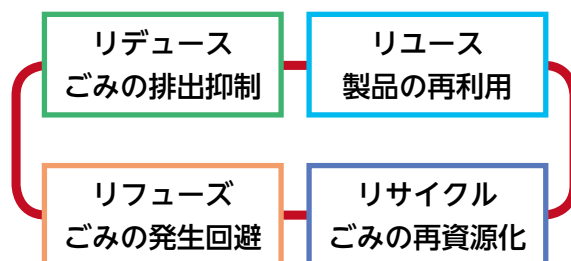 リデュース
ごみの排出抑制
リユース
製品の再利用
リフューズ
ごみの発生回避
リサイクル
ごみの再資源化